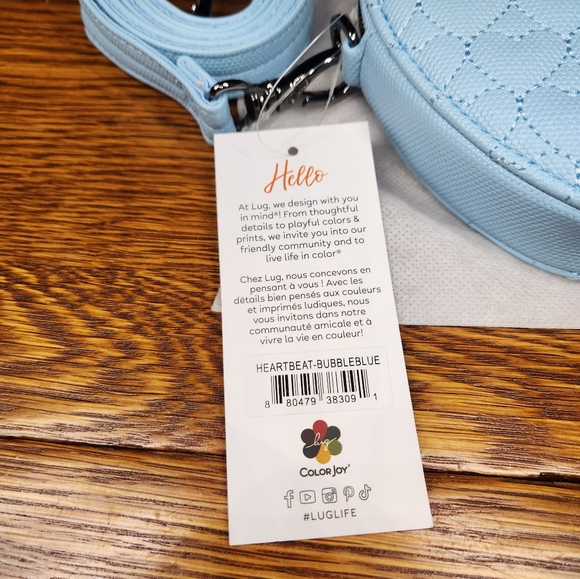 Hello
At Lug, we design with you
in mind®! From thoughtful
details to playful colors &
prints, we invite you into our
friendly community and to
live life in color®
Chez Lug, nous concevons en
pensant à vous ! Avec les
détails bien pensés aux couleurs
et imprimés ludiques, nous
vous invitons dans notre
communauté amicale et à
vivre la vie en couleur!
HEARTBEAT-BUBBLEBLUE
8 80479 38309 1
lug
COLOR JOY®
#LUGLIFE